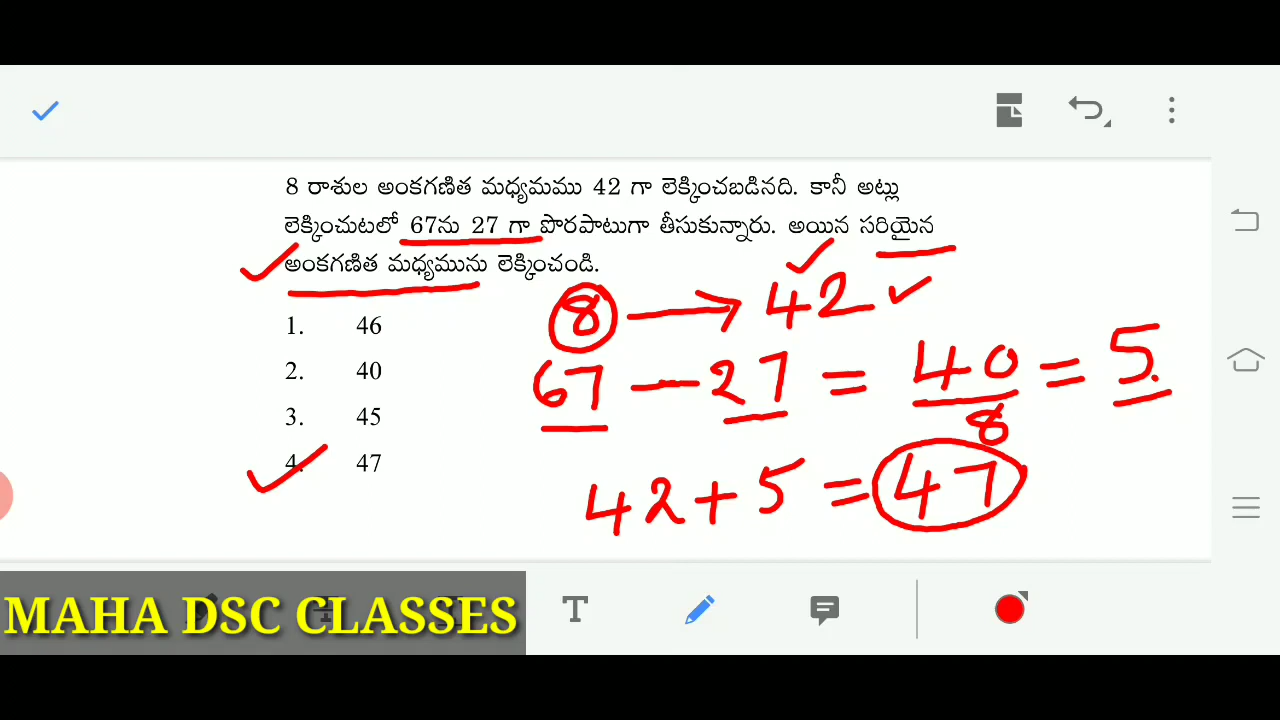 8 రాశుల అంకగణిత మధ్యమము 42 గా లెక్కించబడినది. కానీ అట్లు
లెక్కించుటలో 67ను 27 గా పొరపాటుగా తీసుకున్నారు. అయిన సరియైన
అంకగణిత మధ్యమును లెక్కించండి.
8 → 42
1. 46
67 — 27 = 40/8 = 5.
2. 40
3. 45
4. 47
42 + 5 = 47
MAHA DSC CLASSES
T